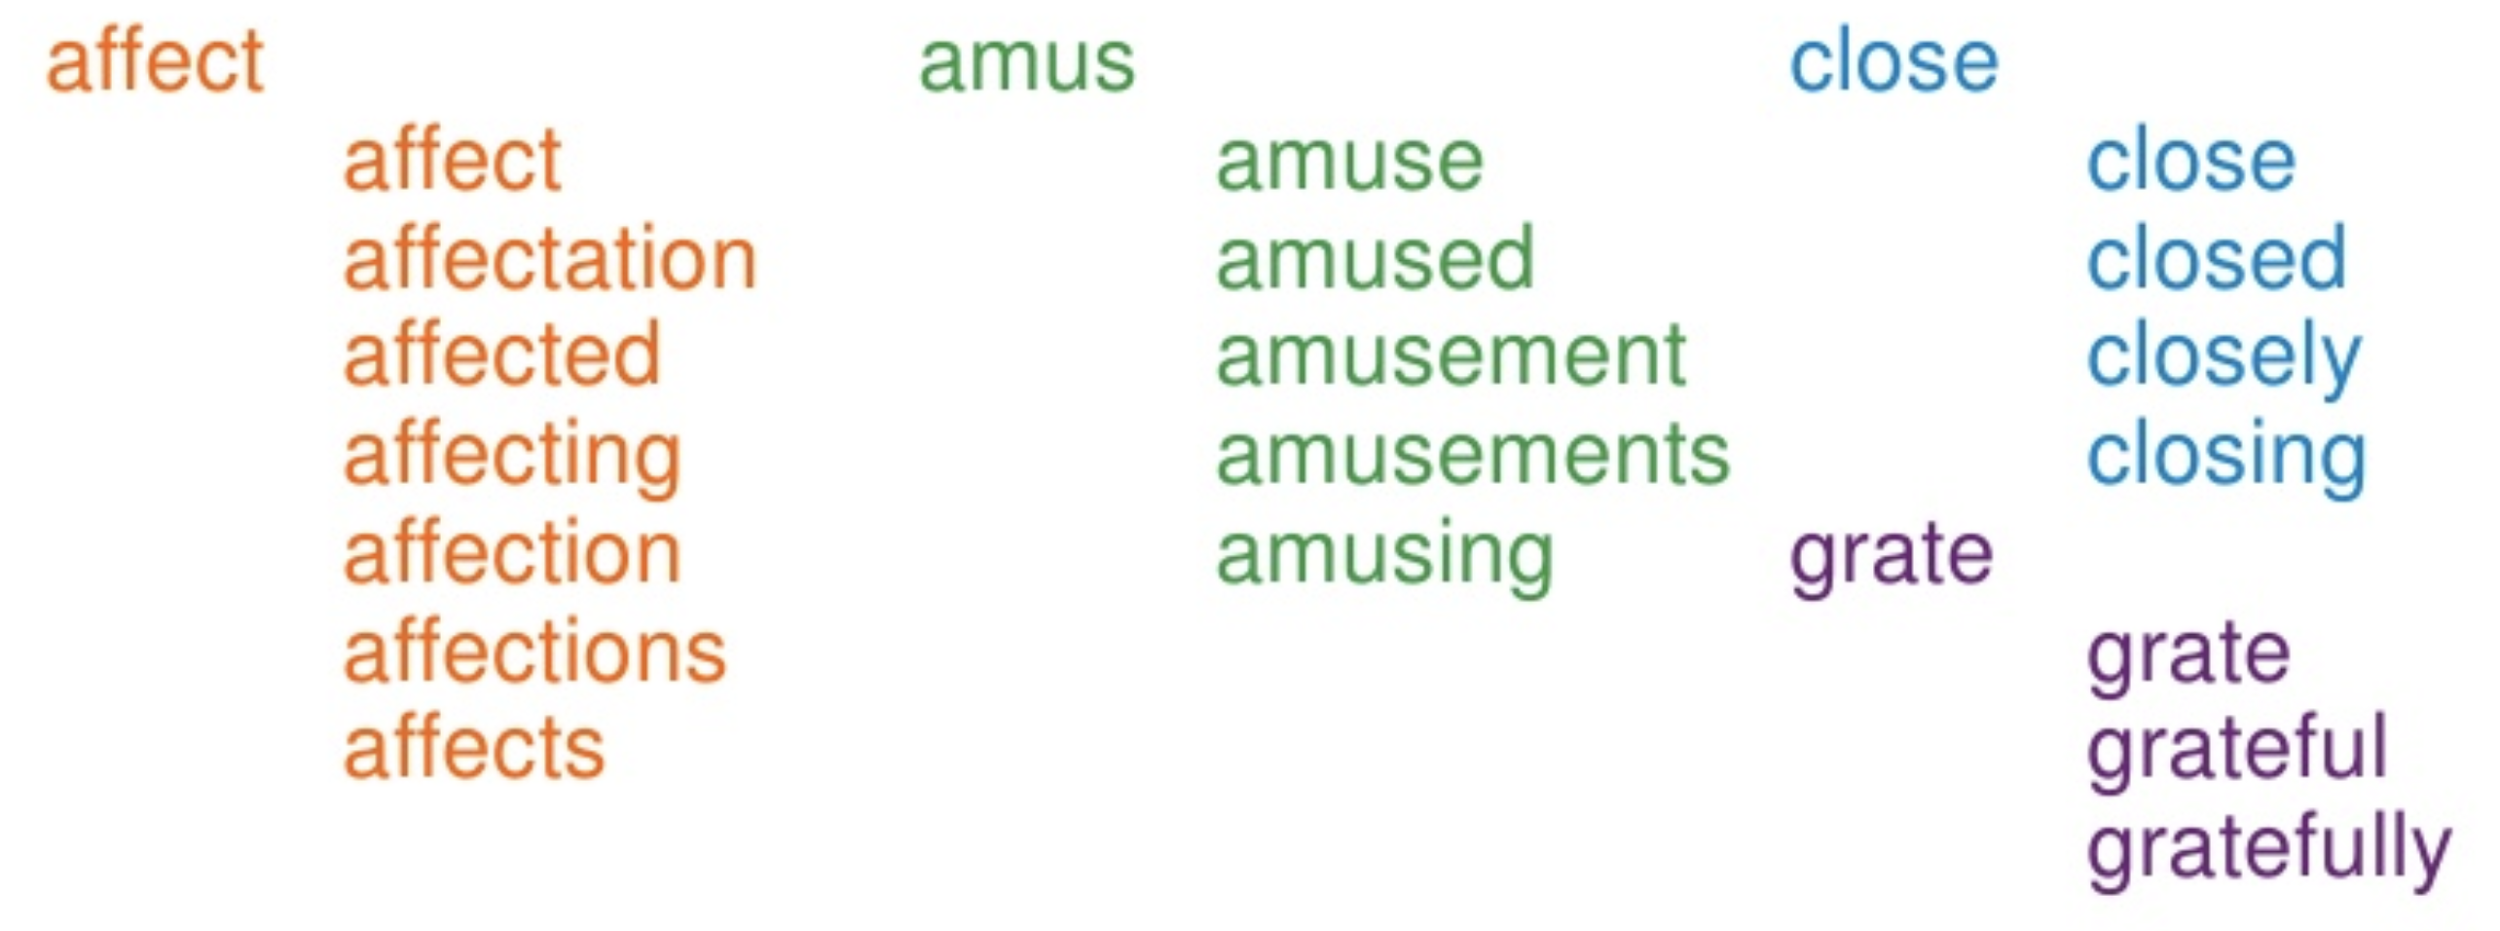 affect
affect
affectation
affected
affecting
affection
affections
affects
amus
amuse
amused
amusement
amusements
amusing
close
close
closed
closely
closing
grate
grate
grateful
gratefully